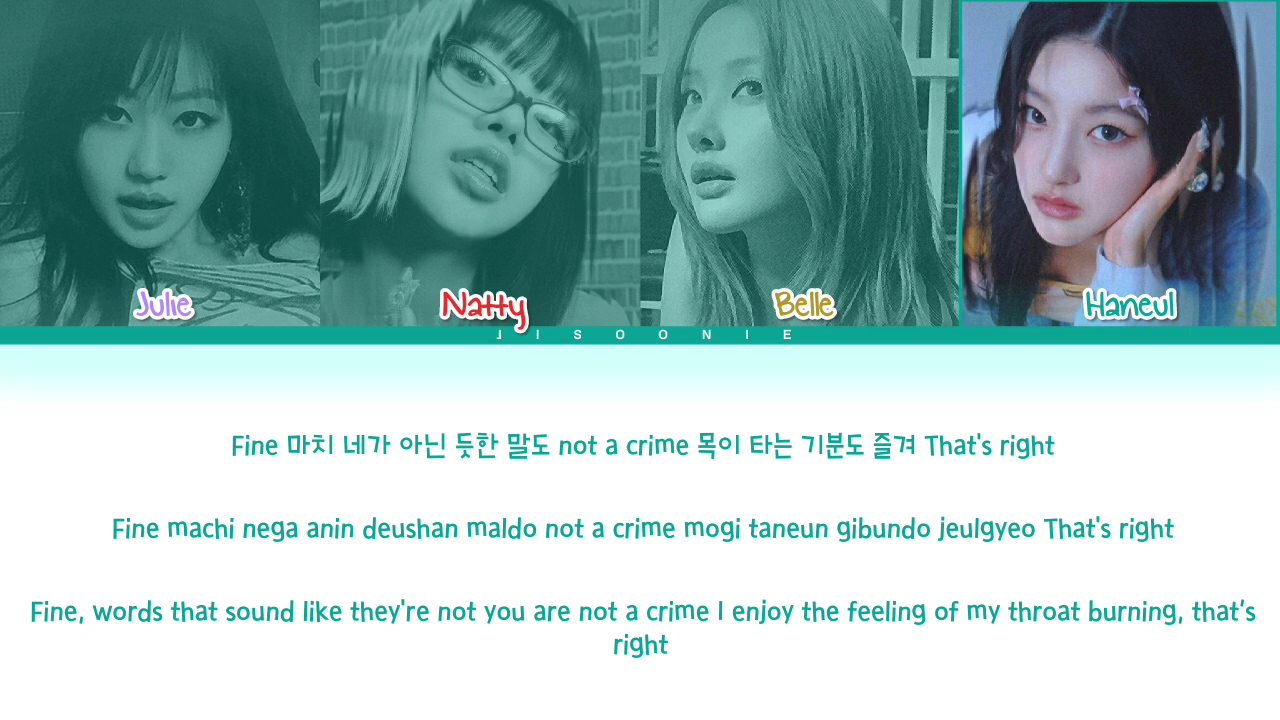 Julie
Natty
Belle
Haneul
JISOONIE
Fine 마치 네가 아닌 듯한 말도 not a crime 목이 타는 기분도 즐겨 That's right
Fine machi nega anin deushan maldo not a crime mogi taneun gibundo jeulgyeo That's right
Fine, words that sound like they're not you are not a crime I enjoy the feeling of my throat burning, that's
right